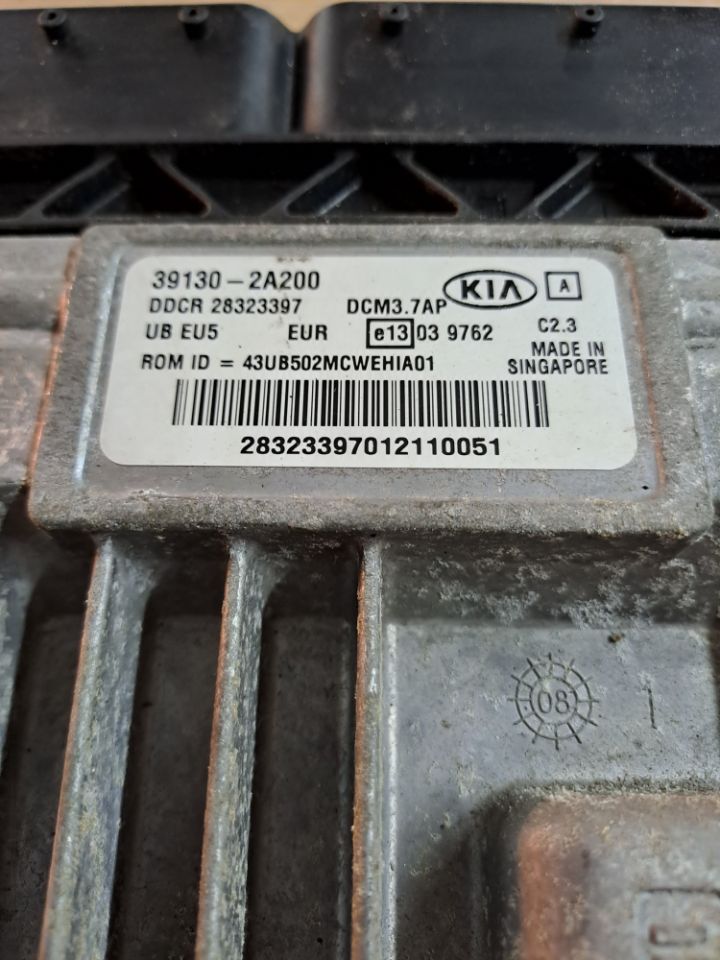 39130-2A200 KIA A
DDCR 28323397 DCM3.7AP
UB EU5 EUR e13 03 9762 C2.3
MADE IN
ROM ID = 43UB502MCWEHIA01 SINGAPORE
28323397012110051
08